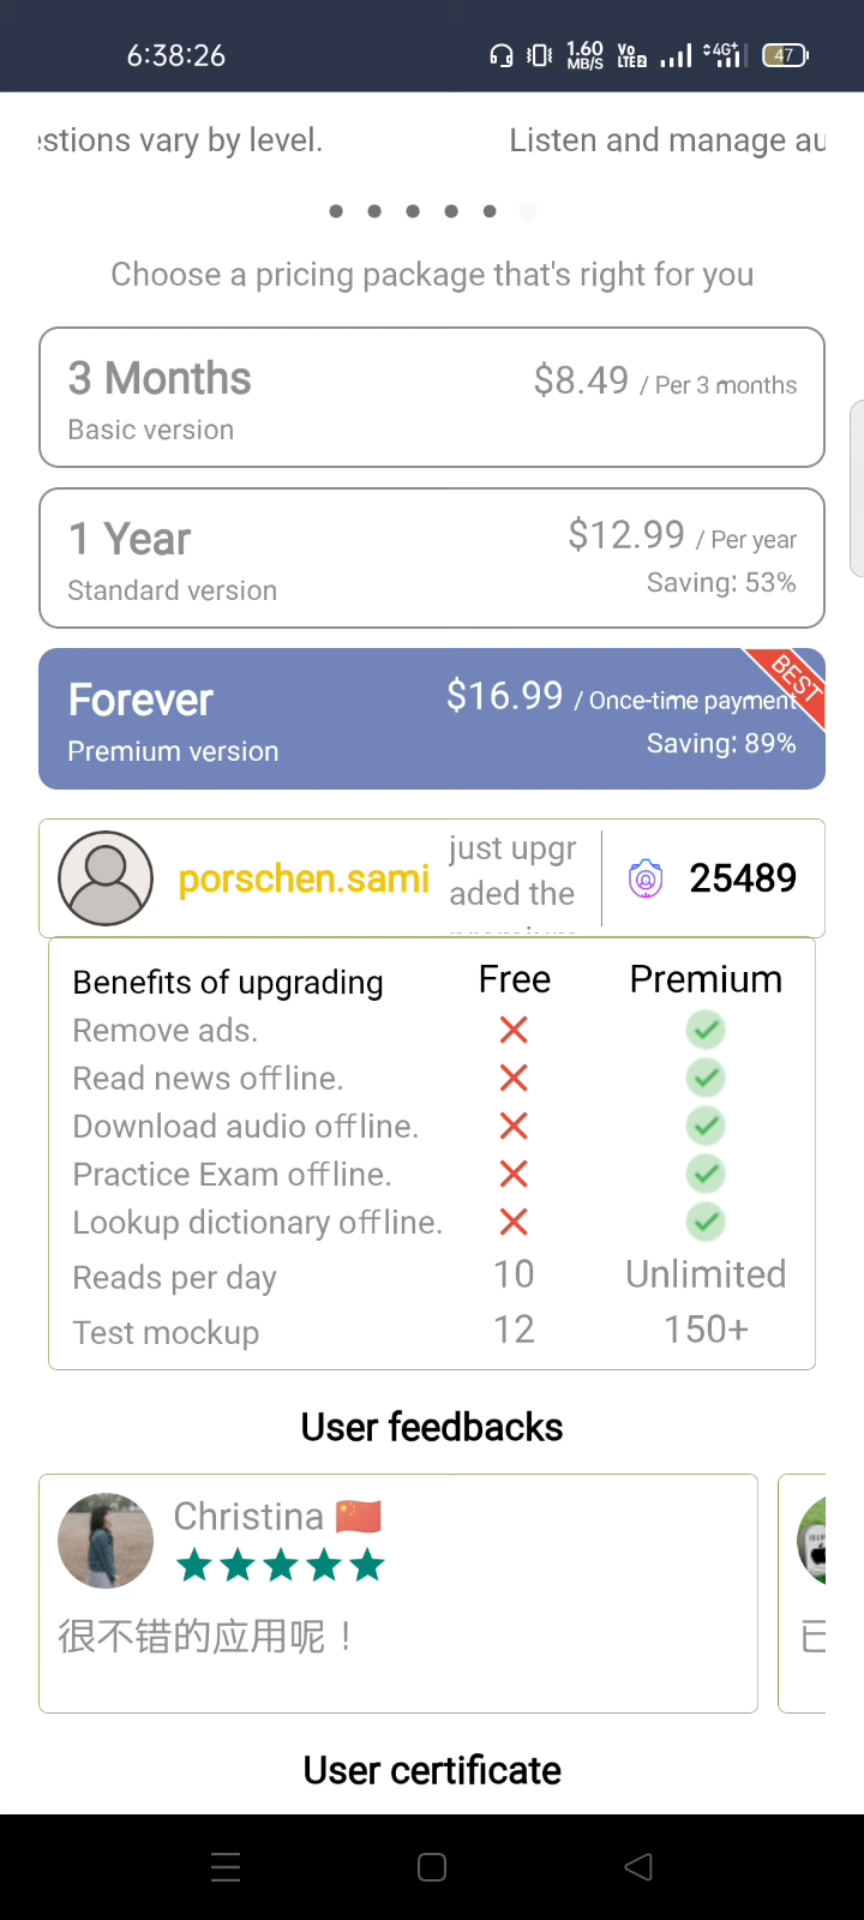 6:38:26
1.60 MB/S Vo LTE2 4G+ 47
stions vary by level. Listen and manage au
Choose a pricing package that's right for you
3 Months $8.49 / Per 3 months
Basic version
1 Year $12.99 / Per year
Standard version Saving: 53%
BEST
Forever $16.99 / Once-time payment
Premium version Saving: 89%
porschen.sami just upgr
aded the
25489
Benefits of upgrading Free Premium
Remove ads.
Read news offline.
Download audio offline.
Practice Exam offline.
Lookup dictionary offline.
Reads per day 10 Unlimited
Test mockup 12 150+
User feedbacks
Christina
很不错的应用呢！
User certificate